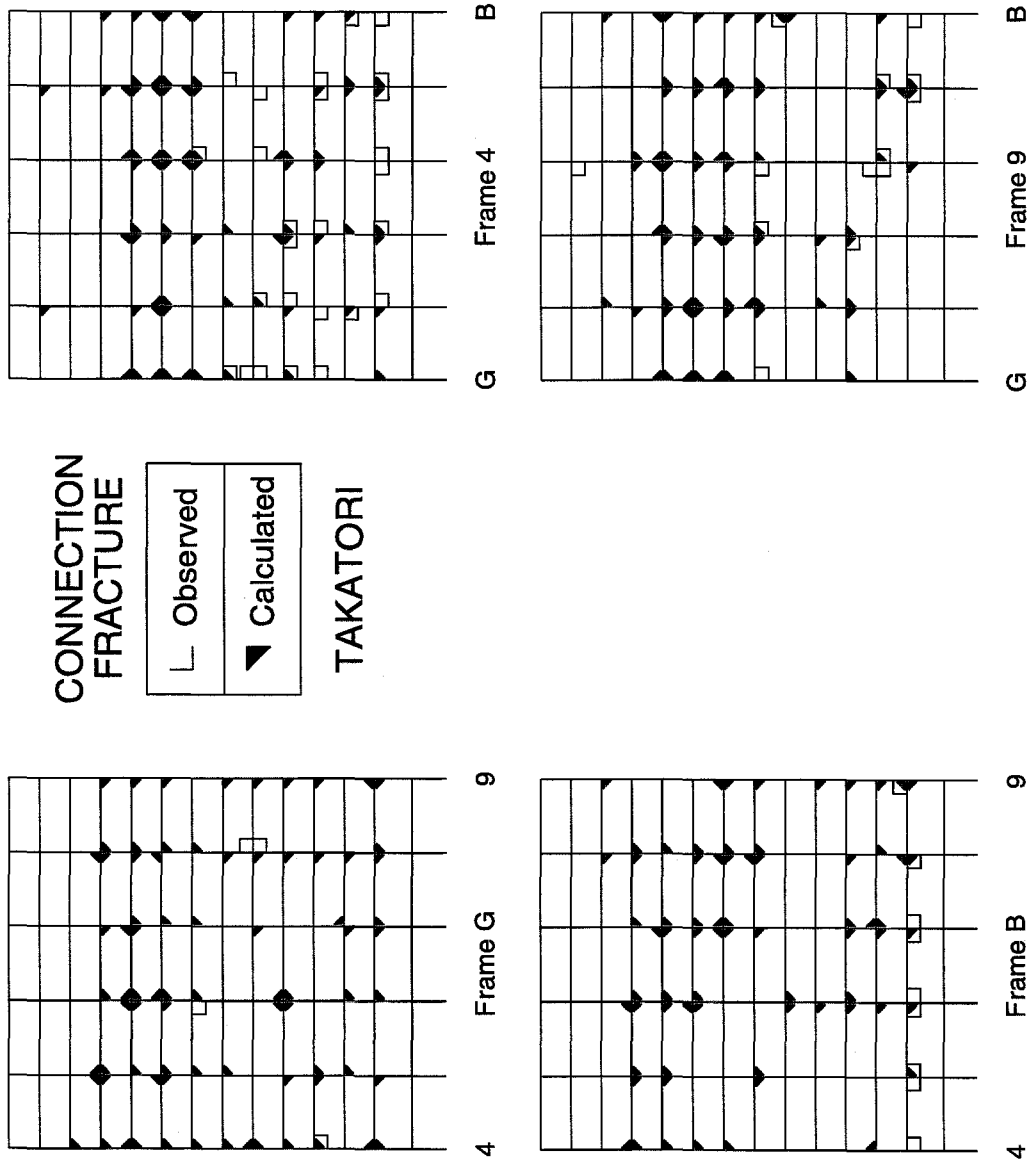 CONNECTION
FRACTURE
Observed
Calculated
TAKATORI
G Frame 4 B
G Frame 9 B
4 Frame G 9
4 Frame B 9